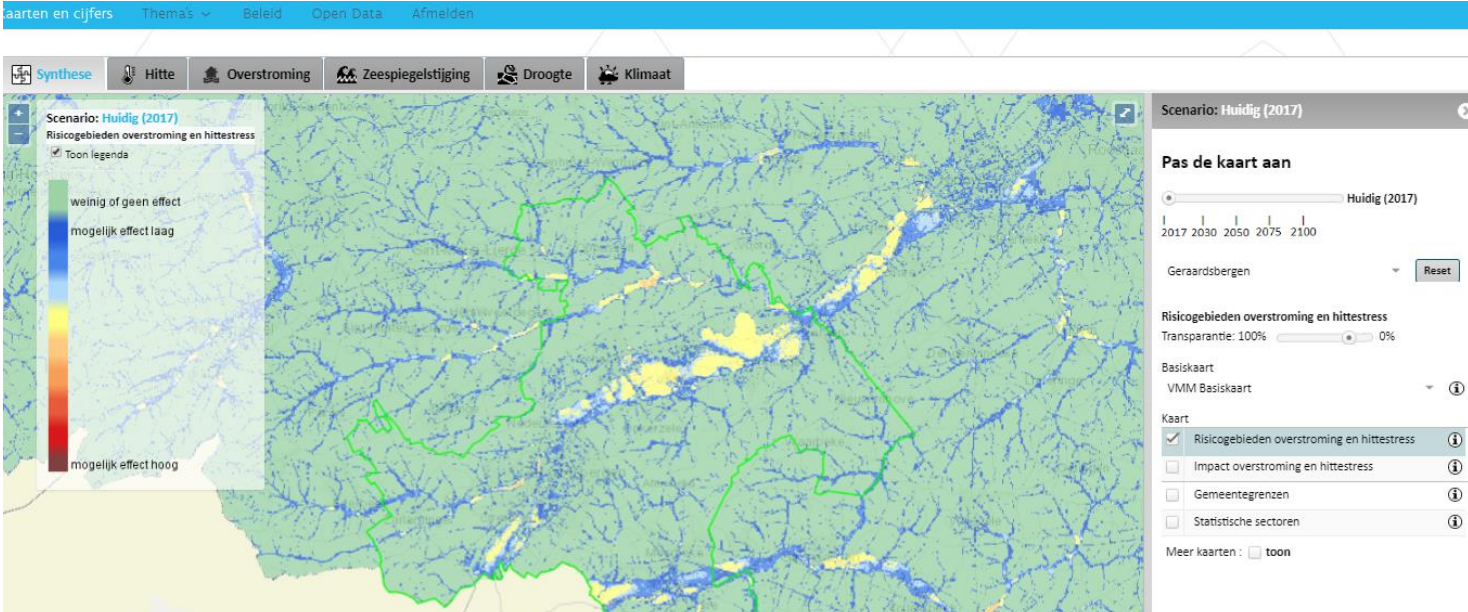 Kaarten en cijfers Thema's Beleid Open Data Afmelden
Synthese Hitte Overstroming Zeespiegelstijging Droogte Klimaat
+
−
Scenario: Huidig (2017)
Risicogebieden overstroming en hittestress
Toon legenda
weinig of geen effect
mogelijk effect laag
mogelijk effect hoog
Scenario: Huidig (2017)
Pas de kaart aan
Huidig (2017)
2017 2030 2050 2075 2100
Geraardsbergen Reset
Risicogebieden overstroming en hittestress
Transparantie: 100% 0%
Basiskaart
VMM Basiskaart
Kaart
Risicogebieden overstroming en hittestress
Impact overstroming en hittestress
Gemeentegrenzen
Statistische sectoren
Meer kaarten : toon